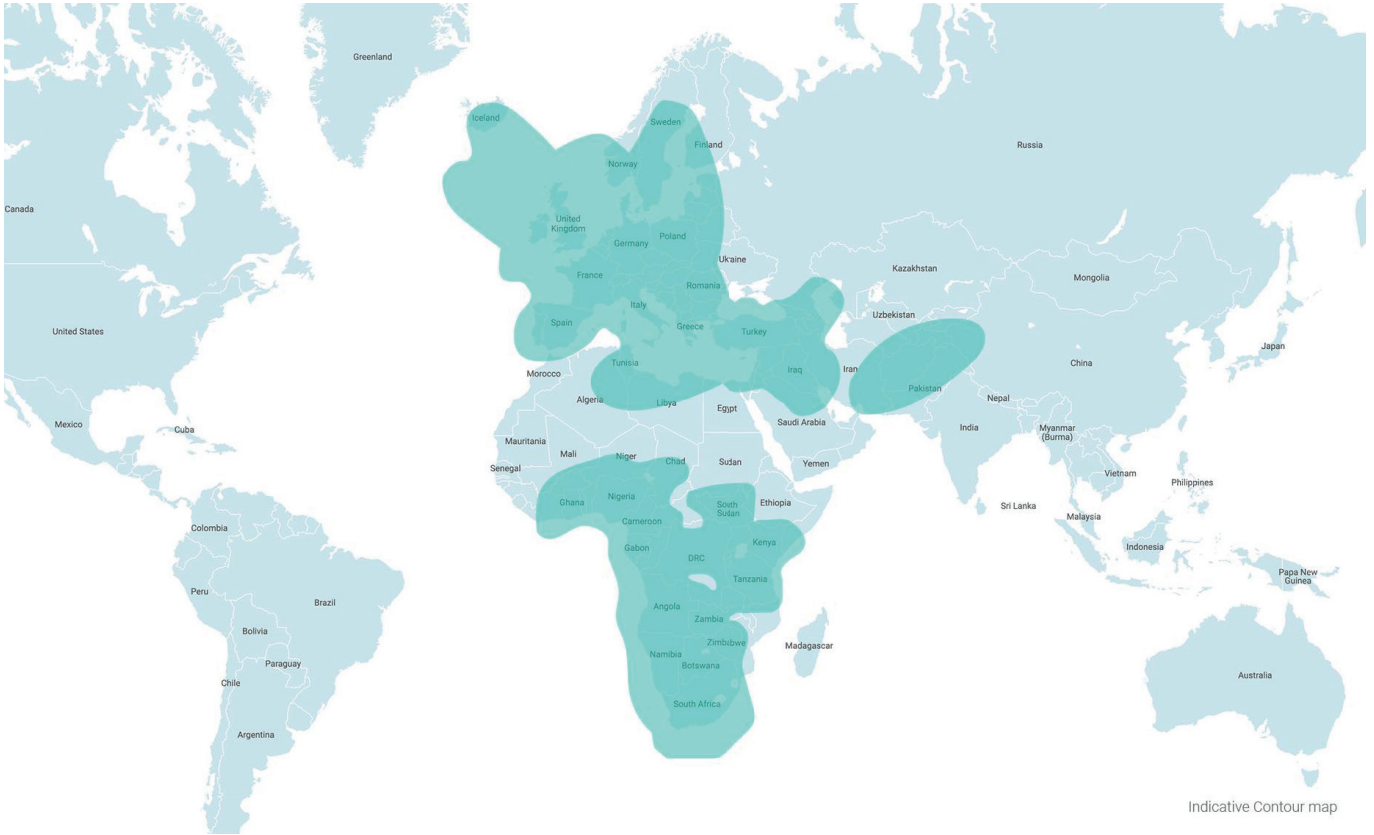 Greenland
Iceland
Sweden
Finland
Russia
Norway
Canada
United
Kingdom
Poland
Germany
Ukraine
Kazakhstan
France
Mongolia
Romania
Italy
Uzbekistan
Spain
Greece
Turkey
United States
Japan
Tunisia
China
Morocco
Iraq
Iran
Pakistan
Algeria
Libya
Egypt
Nepal
Mexico
Cuba
Saudi Arabia
India
Myanmar
(Burma)
Mauritania
Mali
Niger
Chad
Sudan
Yemen
Senegal
Vietnam
Philippines
Ghana
Nigeria
South
Sudan
Ethiopia
Sri Lanka
Malaysia
Colombia
Cameroon
Gabon
Kenya
Indonesia
DRC
Papua New
Guinea
Tanzania
Peru
Brazil
Angola
Zambia
Bolivia
Zimbabwe
Madagascar
Namibia
Botswana
Paraguay
Chile
Australia
South Africa
Argentina
Indicative Contour map